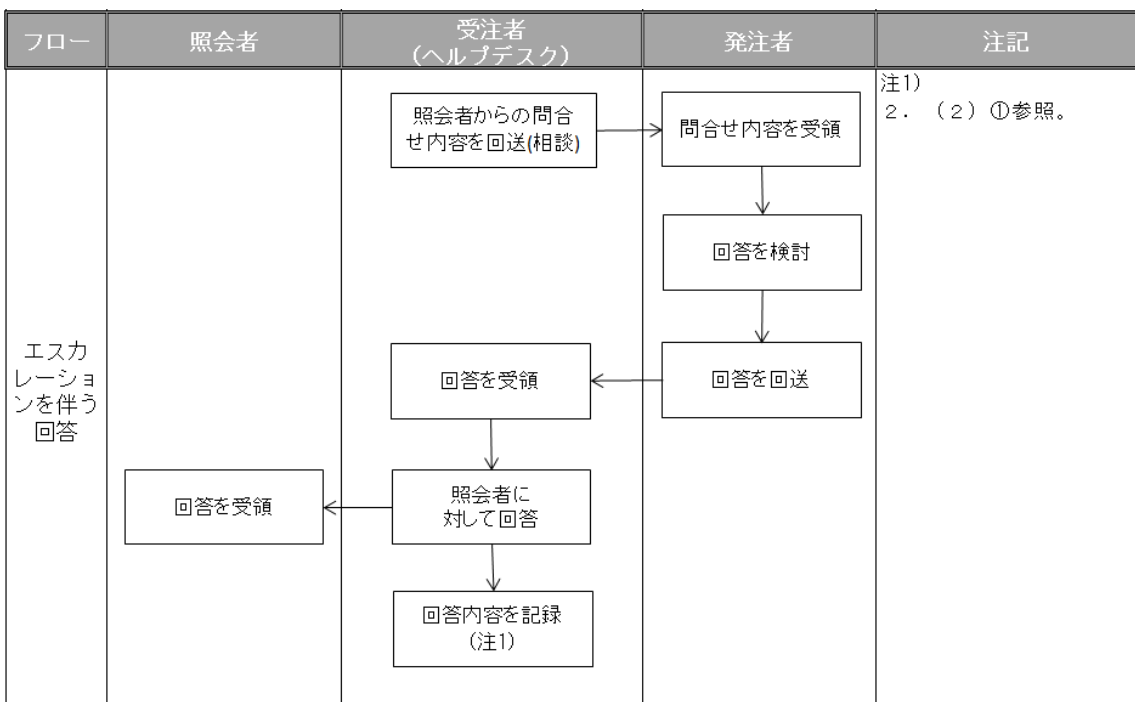 フロー
照会者
受注者
（ヘルプデスク）
発注者
注記
エスカ
レーショ
ンを伴う
回答
照会者からの問合
せ内容を回送(相談)
問合せ内容を受領
注1)
２．（２）①参照。
回答を検討
回答を回送
回答を受領
照会者に
対して回答
回答を受領
回答内容を記録
(注1)